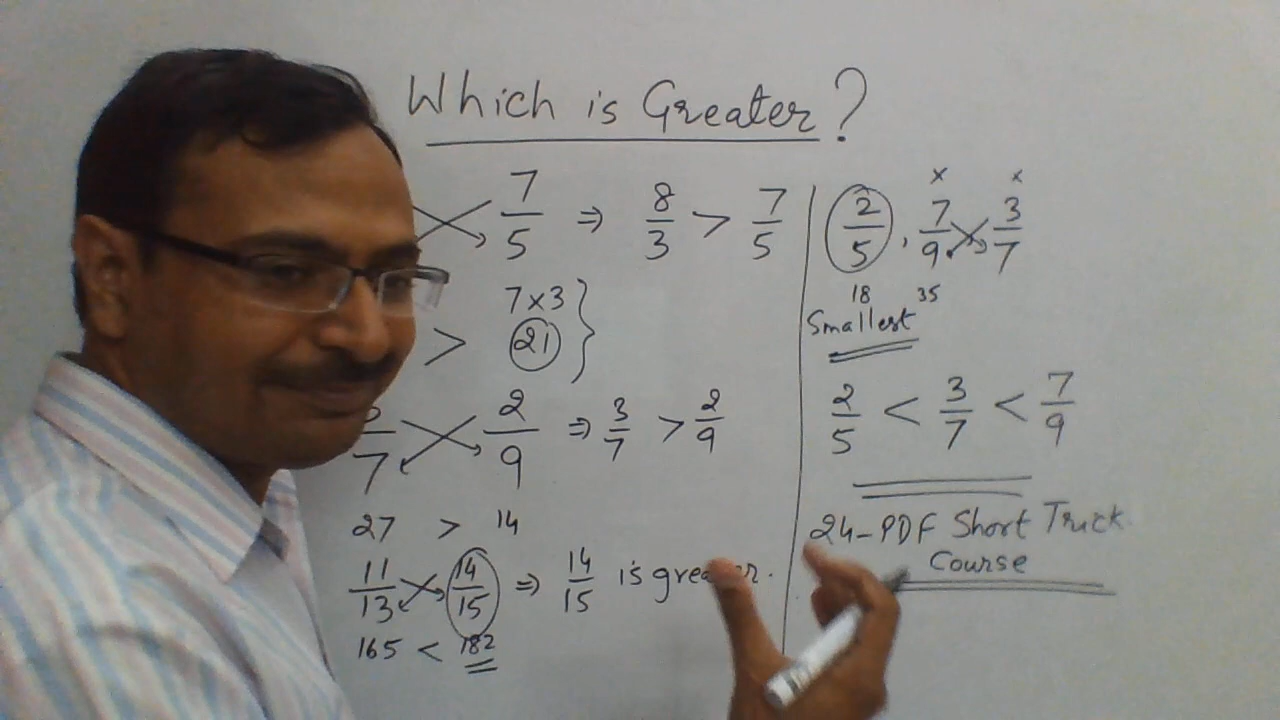 Which is Greater?
7/5 ⇒ 8/3 > 7/5
7×3
> 21
7 2/9 ⇒ 3/7 > 2/9
27 > 14
11/13 14/15 ⇒ 14/15 is greater.
165 < 182
x x
2/5, 7/9 3/7
18 35
Smallest
2/5 < 3/7 < 7/9
24-PDF Short Trick
Course